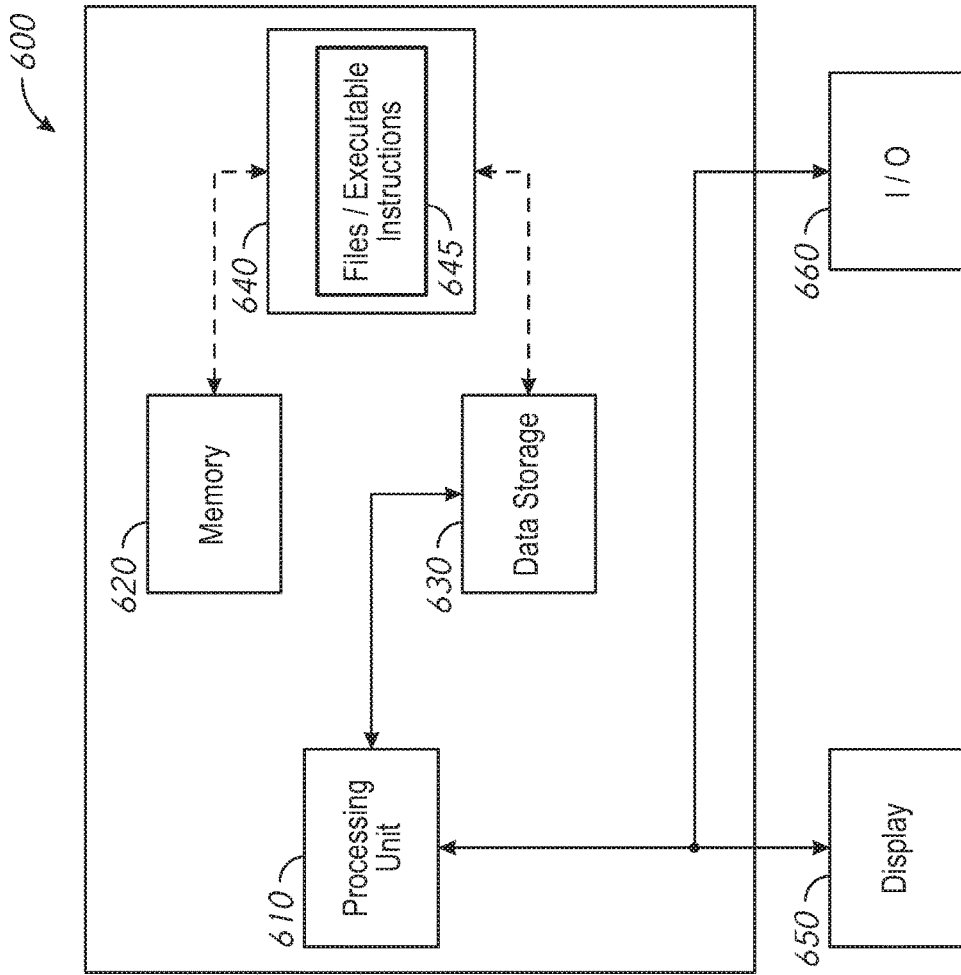 600
640
Files / Executable
Instructions
645
620
Memory
630
Data Storage
610
Processing
Unit
650
Display
660
I / O